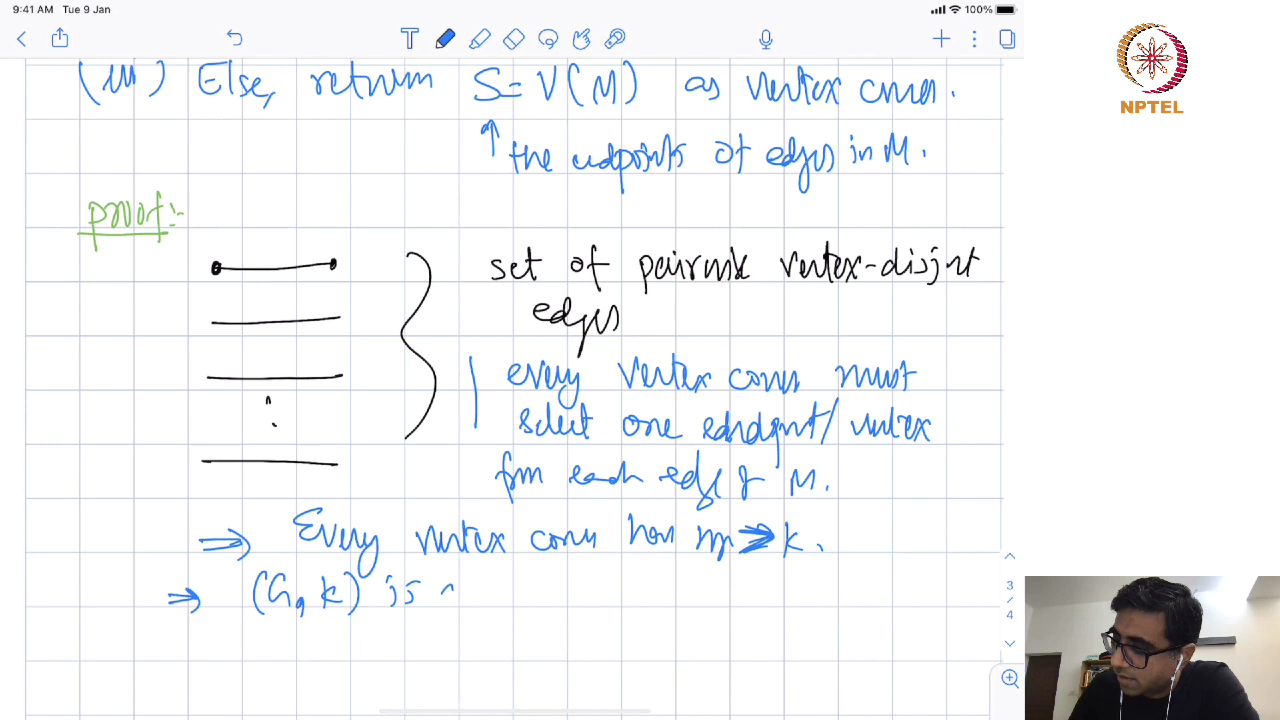 9:41 AM Tue 9 Jan
100%
NPTEL
(iii) Else, return S = V(M) as vertex cover.
↑ the endpoints of edges in M.
proof:-
set of pairwise vertex-disjoint
edges
every vertex cover must
select one endpoint/vertex
from each edge of M.
⇒ Every vertex cover has > k.
⇒ (G, k) is
3
/
4